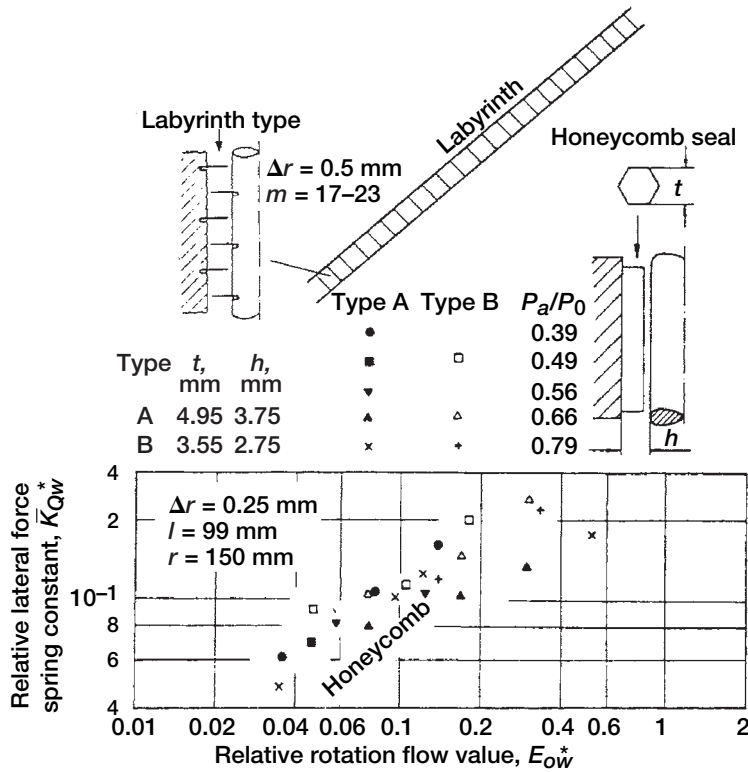 Labyrinth type
Δr = 0.5 mm
m = 17–23
Labyrinth
Honeycomb seal
t
Type A Type B Pa/P0
0.39
0.49
0.56
0.66
0.79
h
Type t, mm h, mm
A 4.95 3.75
B 3.55 2.75
Δr = 0.25 mm
l = 99 mm
r = 150 mm
Honeycomb
Relative lateral force
spring constant, K̄Qw*
4
2
10–1
8
6
4
0.01 0.02 0.04 0.06 0.1 0.2 0.4 0.6 1 2
Relative rotation flow value, Eow*